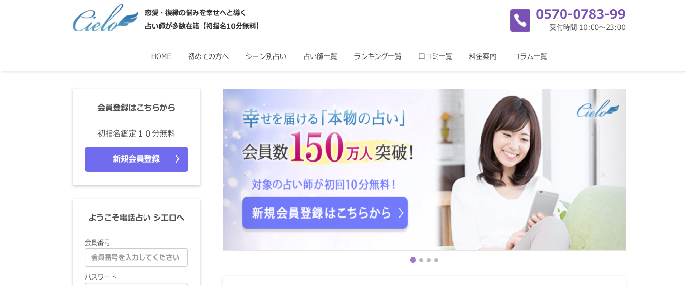 Cielo
恋愛・復縁の悩みを幸せへと導く
占い師が多数在籍【初指名10分無料】
0570-0783-99
受付時間 10:00〜23:00
HOME 初めての方へ シーン別占い 占い師一覧 ランキング一覧 口コミ一覧 料金案内 コラム一覧
会員登録はこちらから
初指名鑑定10分無料
新規会員登録
ようこそ電話占い シエロへ
会員番号
会員番号を入力してください
パスワード
幸せを届ける「本物の占い」
会員数150万人突破!
対象の占い師が初回10分無料!
新規会員登録はこちらから
Cielo